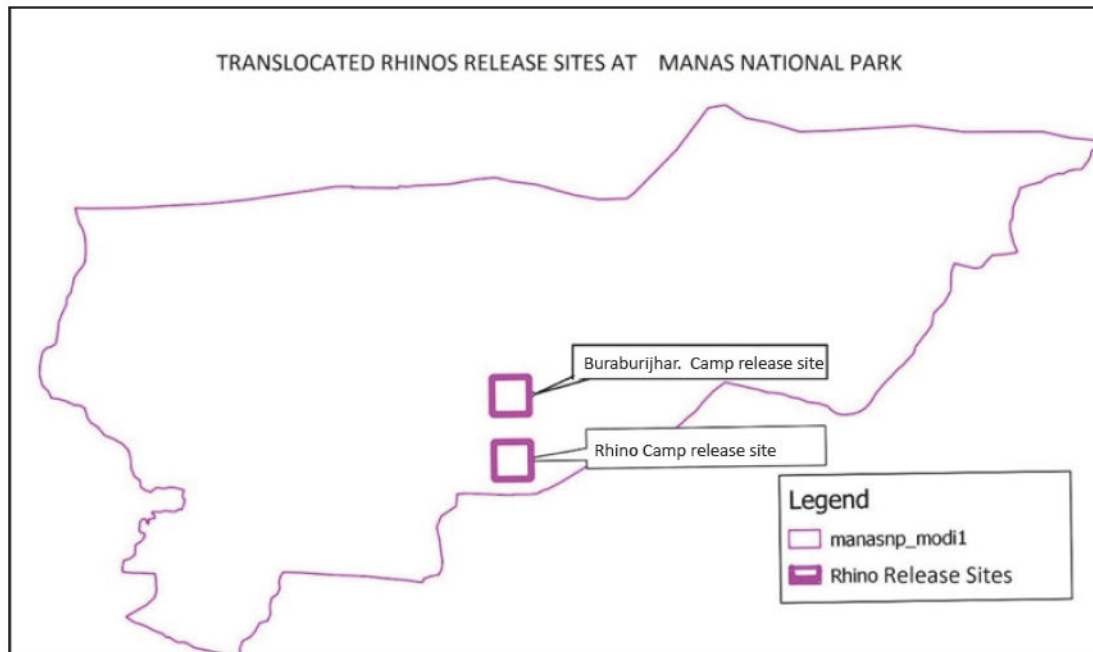 TRANSLOCATED RHINOS RELEASE SITES AT MANAS NATIONAL PARK
Buraburijhar. Camp release site
Rhino Camp release site
Legend
manasnp_modi1
Rhino Release Sites